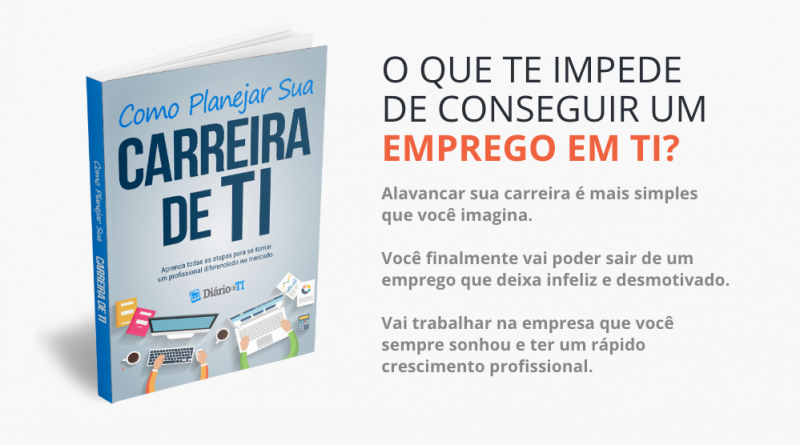 Como Planejar Sua
CARREIRA
DE TI
Aprenda todas as etapas para se tornar
um profissional diferenciado no mercado.
Diário de TI
Como Planejar Sua CARREIRA DE TI
O QUE TE IMPEDE
DE CONSEGUIR UM
EMPREGO EM TI?
Alavancar sua carreira é mais simples
que você imagina.
Você finalmente vai poder sair de um
emprego que deixa infeliz e desmotivado.
Vai trabalhar na empresa que você
sempre sonhou e ter um rápido
crescimento profissional.